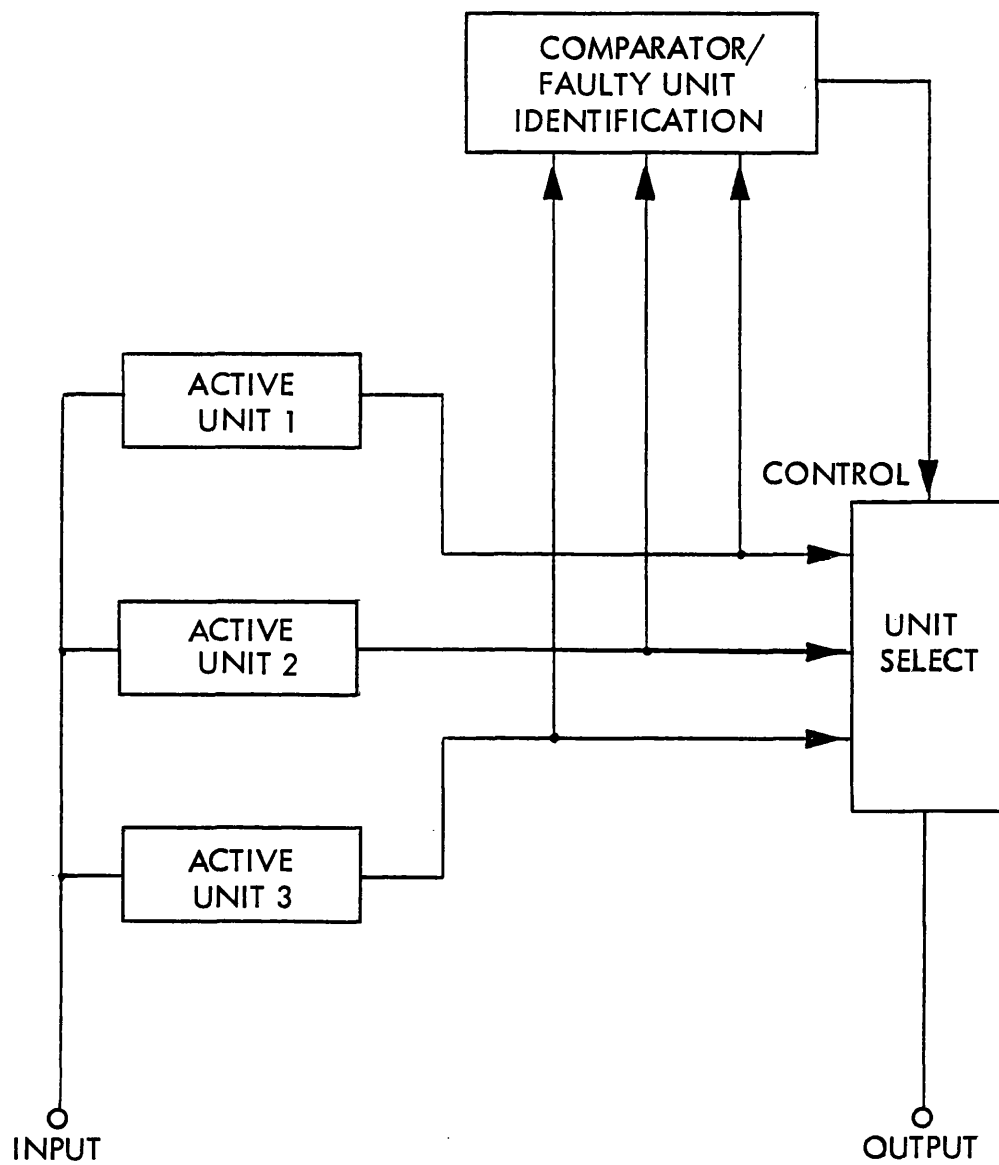 COMPARATOR/
FAULTY UNIT
IDENTIFICATION
ACTIVE
UNIT 1
CONTROL
ACTIVE
UNIT 2
UNIT
SELECT
ACTIVE
UNIT 3
INPUT
OUTPUT